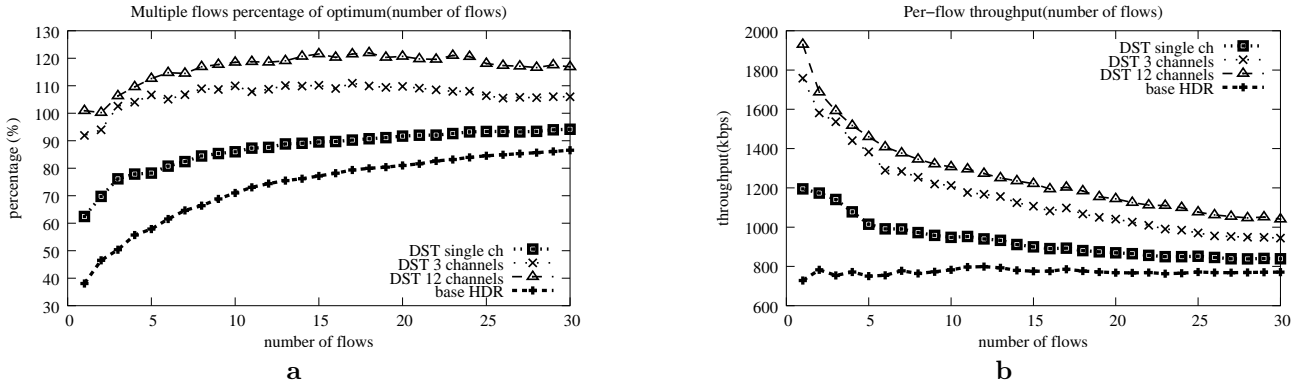 Multiple flows percentage of optimum(number of flows)
130
120
110
100
90
80
70
60
50
40
30
percentage (%)
DST single ch
DST 3 channels
DST 12 channels
base HDR
0 5 10 15 20 25 30
number of flows
a
Per-flow throughput(number of flows)
2000
1800
1600
1400
1200
1000
800
600
throughput(kbps)
DST single ch
DST 3 channels
DST 12 channels
base HDR
0 5 10 15 20 25 30
number of flows
b